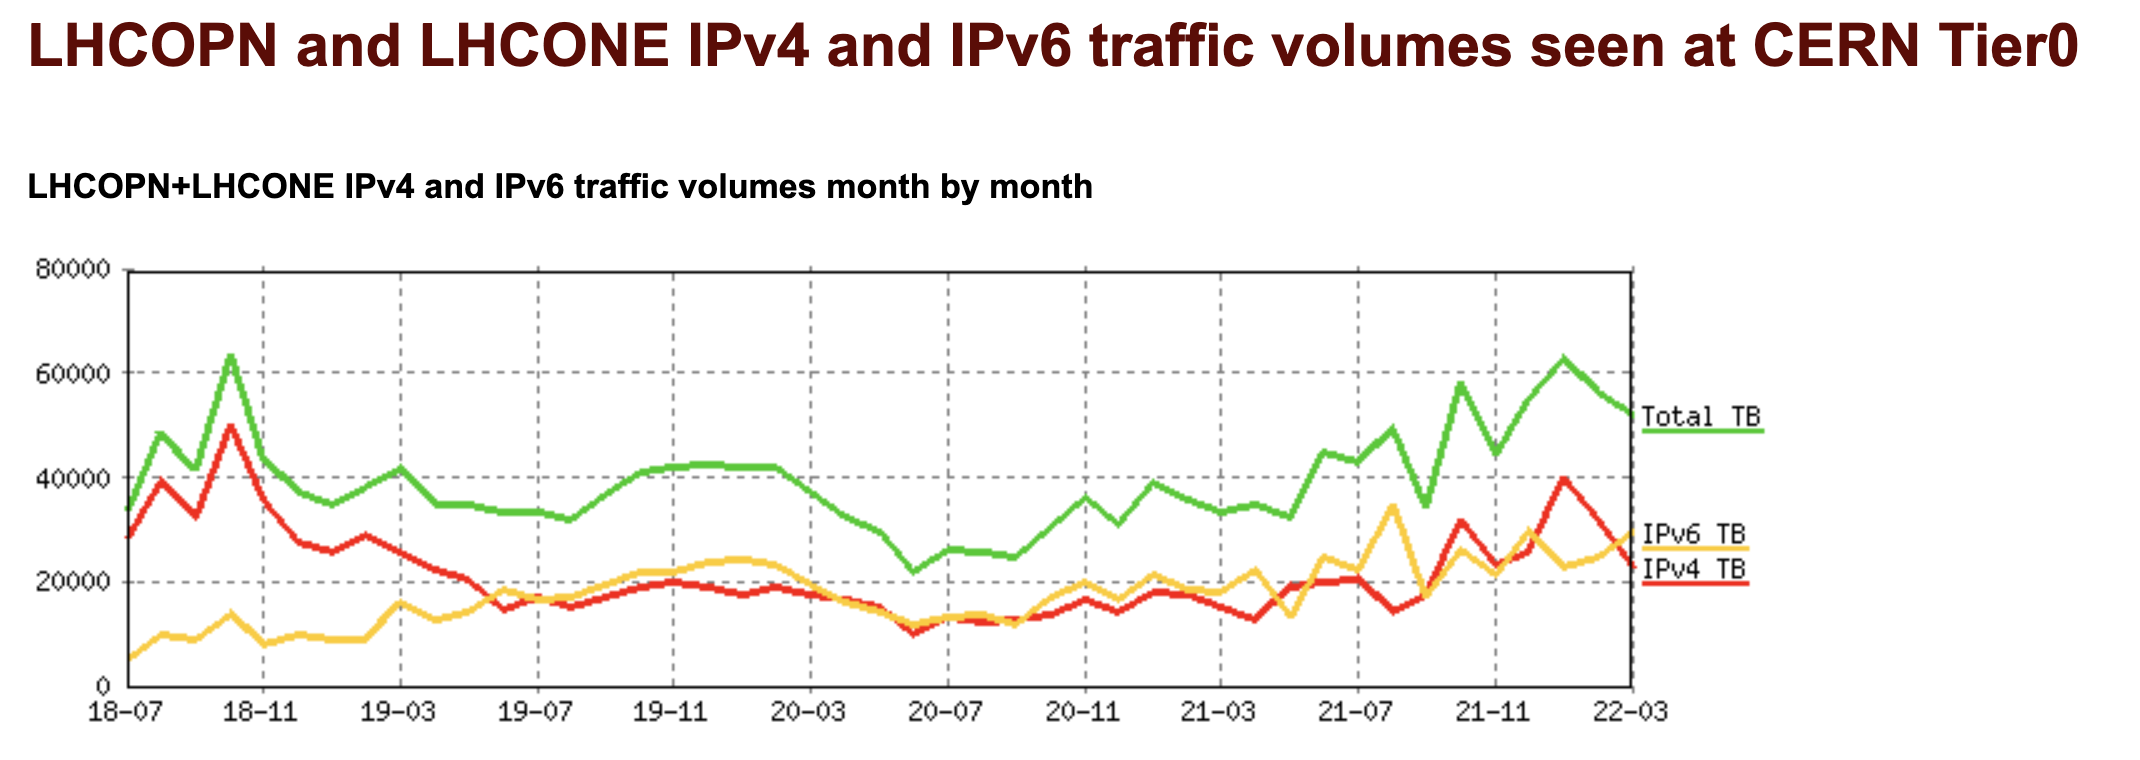 LHCOPN and LHCONE IPv4 and IPv6 traffic volumes seen at CERN Tier0
LHCOPN+LHCONE IPv4 and IPv6 traffic volumes month by month
80000
60000
40000
20000
0
Total TB
IPv6 TB
IPv4 TB
18-07 18-11 19-03 19-07 19-11 20-03 20-07 20-11 21-03 21-07 21-11 22-03